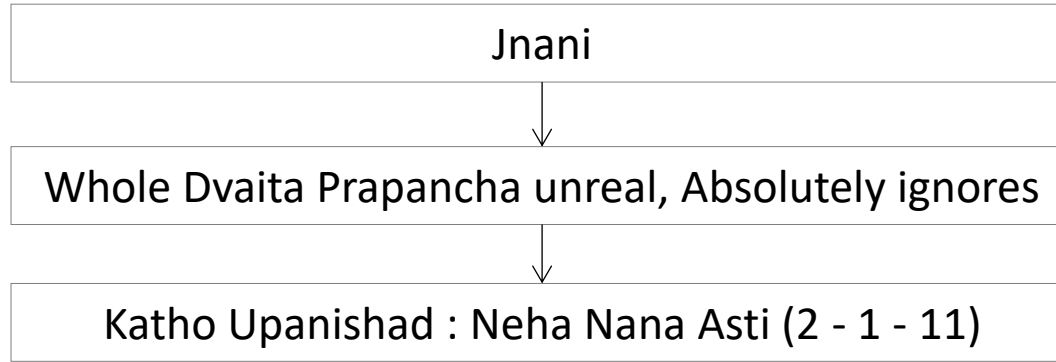 Jnani
Whole Dvaita Prapancha unreal, Absolutely ignores
Katho Upanishad : Neha Nana Asti (2 - 1 - 11)